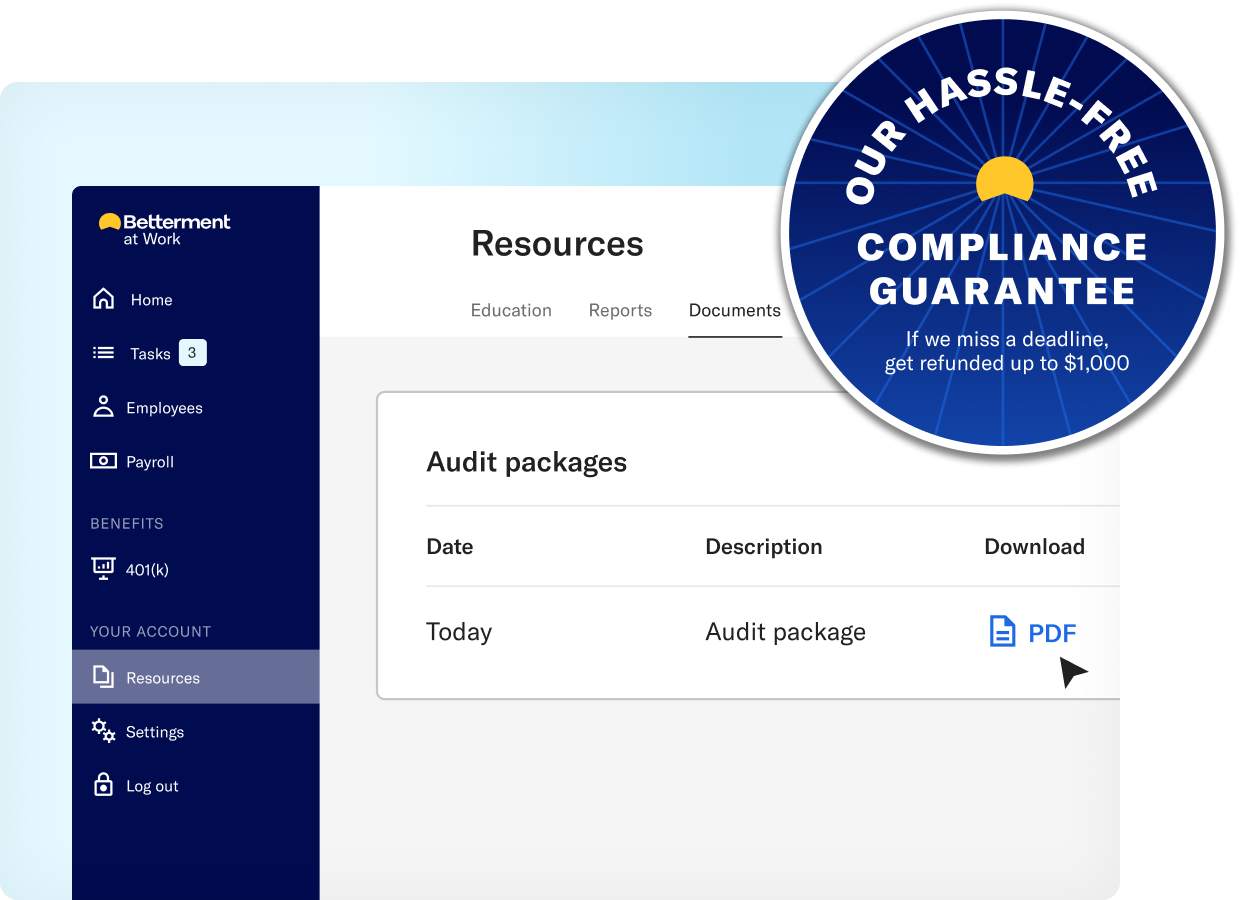 OUR HASSLE-FREE
COMPLIANCE
GUARANTEE
If we miss a deadline,
get refunded up to $1,000
Betterment
at Work
Home
Tasks 3
Employees
Payroll
BENEFITS
401(k)
YOUR ACCOUNT
Resources
Settings
Log out
Resources
Education Reports Documents
Audit packages
Date Description Download
Today Audit package PDF